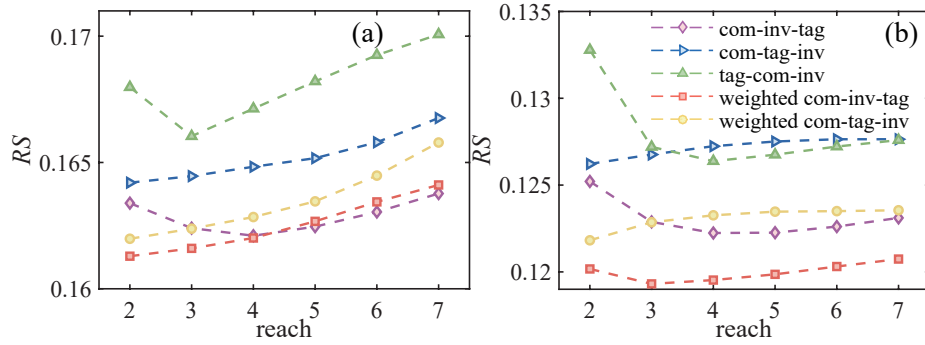 (a)
RS
0.17
0.165
0.16
2 3 4 5 6 7
reach
(b)
RS
0.135
0.13
0.125
0.12
2 3 4 5 6 7
reach
com-inv-tag
com-tag-inv
tag-com-inv
weighted com-inv-tag
weighted com-tag-inv